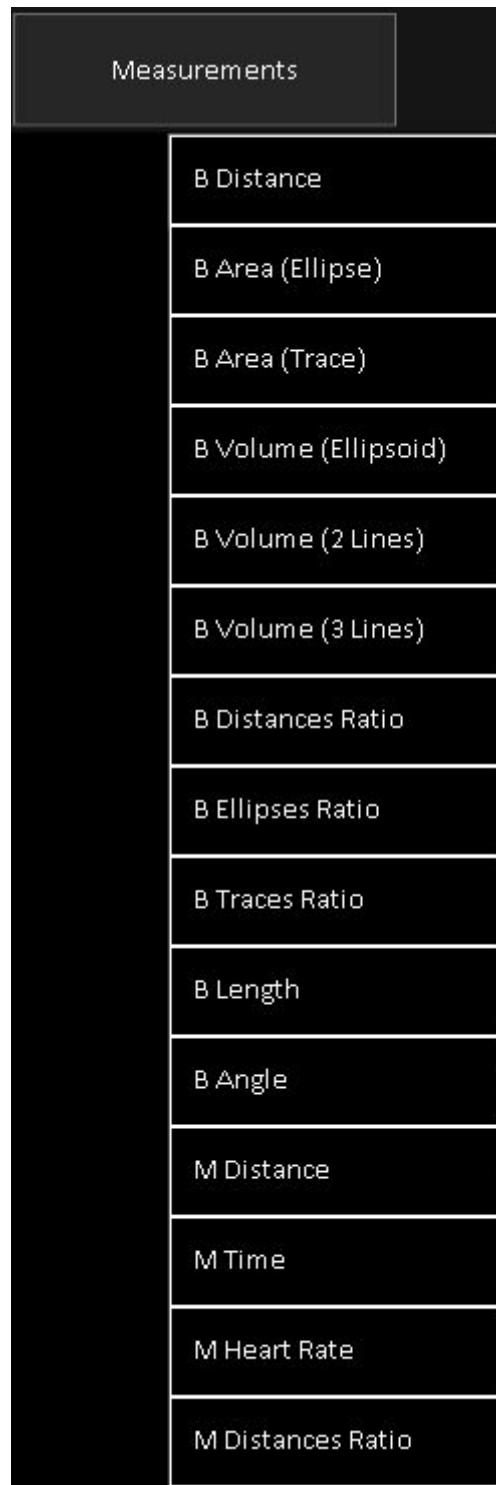 Measurements
B Distance
B Area (Ellipse)
B Area (Trace)
B Volume (Ellipsoid)
B Volume (2 Lines)
B Volume (3 Lines)
B Distances Ratio
B Ellipses Ratio
B Traces Ratio
B Length
B Angle
M Distance
M Time
M Heart Rate
M Distances Ratio